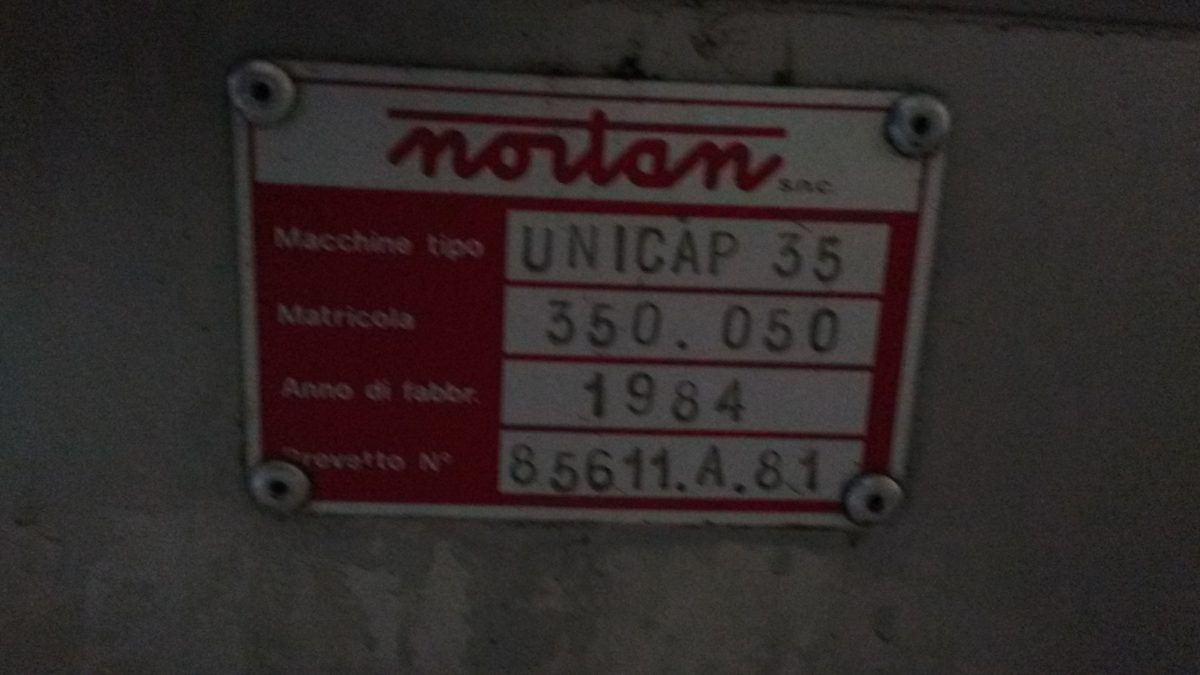 nortan s.n.c.
Macchine tipo UNICAP 35
Matricola 350.050
Anno di fabbr. 1984
Brevetto N° 85611.A.81